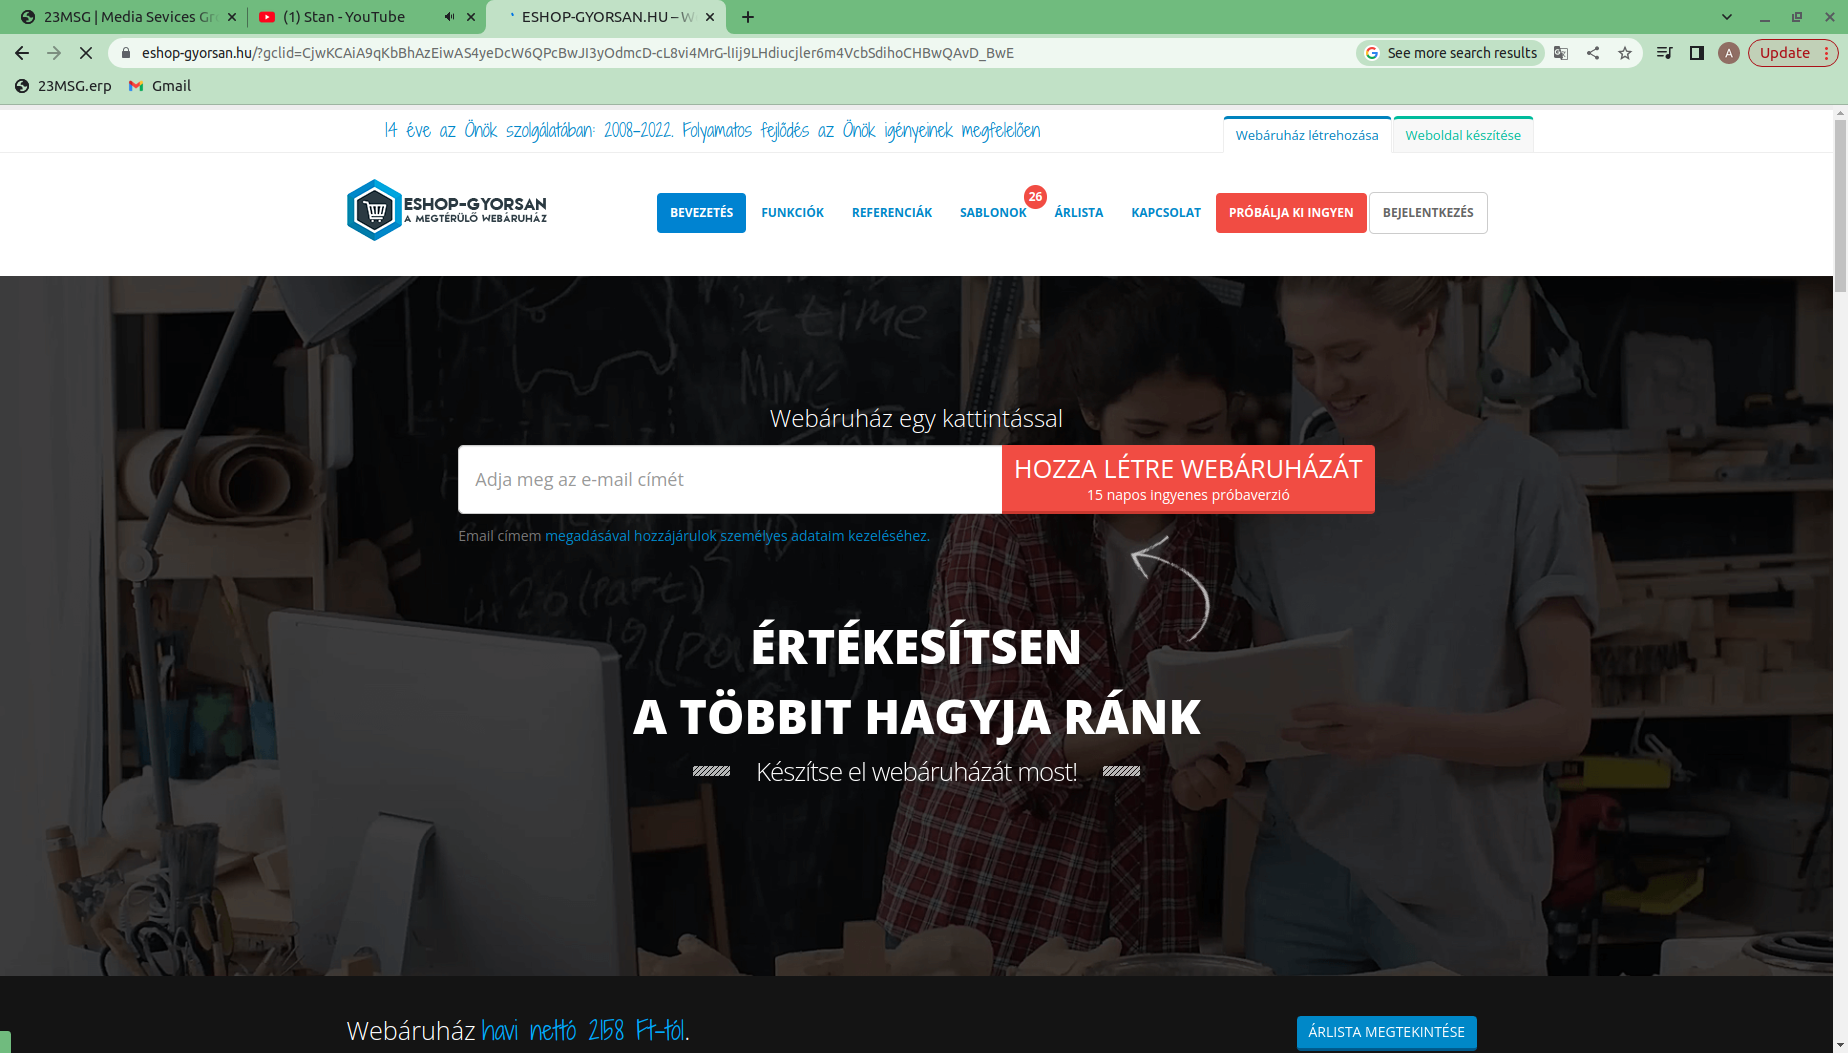 23MSG | Media Sevices Gr
(1) Stan - YouTube
ESHOP-GYORSAN.HU – W
eshop-gyorsan.hu/?gclid=CjwKCAiA9qKbBhAzEiwAS4yeDcW6QPcBwJI3yOdmcD-cL8vi4MrG-lIij9LHdiucjler6m4VcbSdihoCHBwQAvD_BwE
See more search results
A
Update
23MSG.erp
Gmail
14 éve az Önök szolgálatában: 2008-2022. Folyamatos fejlődés az Önök igényeinek megfelelően
Webáruház létrehozása
Weboldal készítése
ESHOP-GYORSAN
A MEGTÉRÜLŐ WEBÁRUHÁZ
BEVEZETÉS
FUNKCIÓK
REFERENCIÁK
SABLONOK
26
ÁRLISTA
KAPCSOLAT
PRÓBÁLJA KI INGYEN
BEJELENTKEZÉS
t time
Webáruház egy kattintással
Adja meg az e-mail címét
HOZZA LÉTRE WEBÁRUHÁZÁT
15 napos ingyenes próbaverzió
Email címem megadásával hozzájárulok személyes adataim kezeléséhez.
ÉRTÉKESÍTSEN
A TÖBBIT HAGYJA RÁNK
Készítse el webáruházát most!
Webáruház havi nettó 2158 Ft-tól.
ÁRLISTA MEGTEKINTÉSE